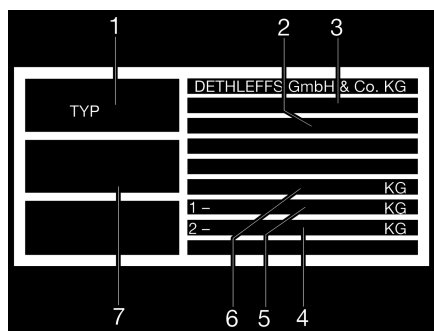 1 2 3
DETHLEFFS GmbH & Co. KG
TYP
KG
1 – KG
2 – KG
7 6 5 4